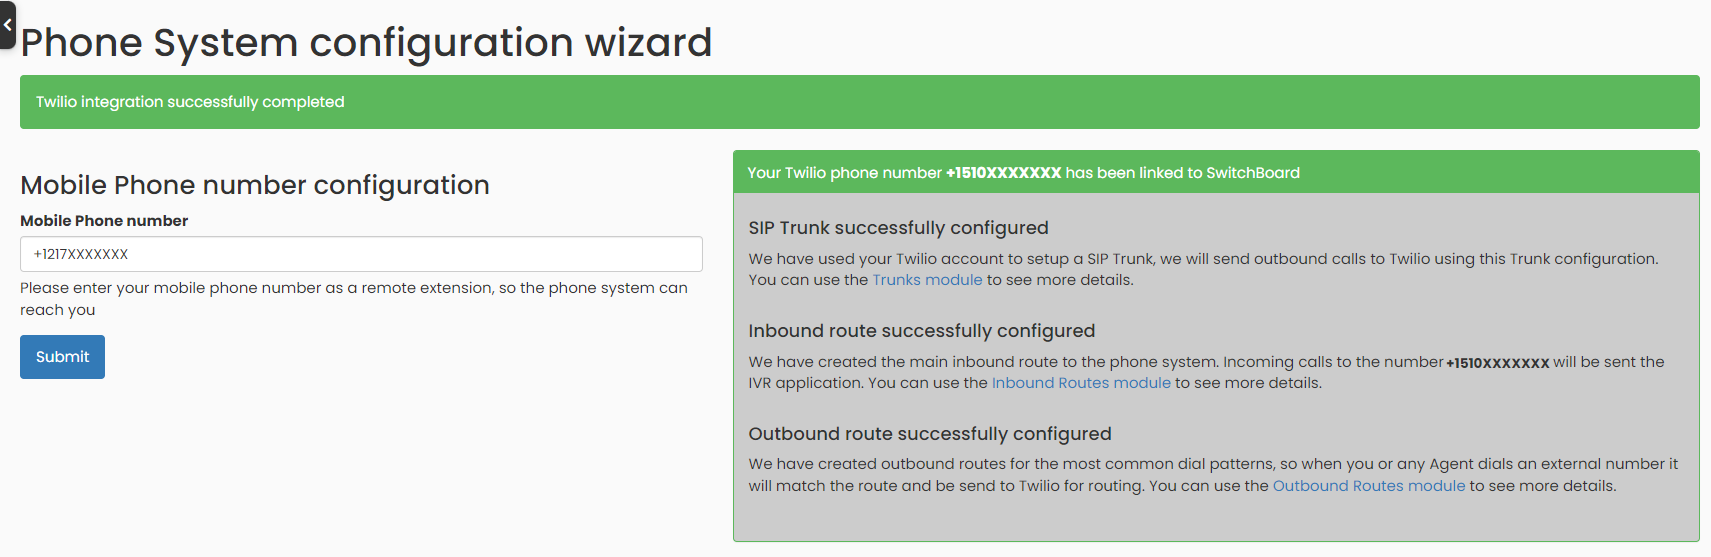 Phone System configuration wizard
Twilio integration successfully completed
Mobile Phone number configuration
Mobile Phone number
+1217XXXXXXX
Please enter your mobile phone number as a remote extension, so the phone system can
reach you
Submit
Your Twilio phone number +1510XXXXXXX has been linked to SwitchBoard
SIP Trunk successfully configured
We have used your Twilio account to setup a SIP Trunk, we will send outbound calls to Twilio using this Trunk configuration.
You can use the Trunks module to see more details.
Inbound route successfully configured
We have created the main inbound route to the phone system. Incoming calls to the number +1510XXXXXXX will be sent the
IVR application. You can use the Inbound Routes module to see more details.
Outbound route successfully configured
We have created outbound routes for the most common dial patterns, so when you or any Agent dials an external number it
will match the route and be send to Twilio for routing. You can use the Outbound Routes module to see more details.